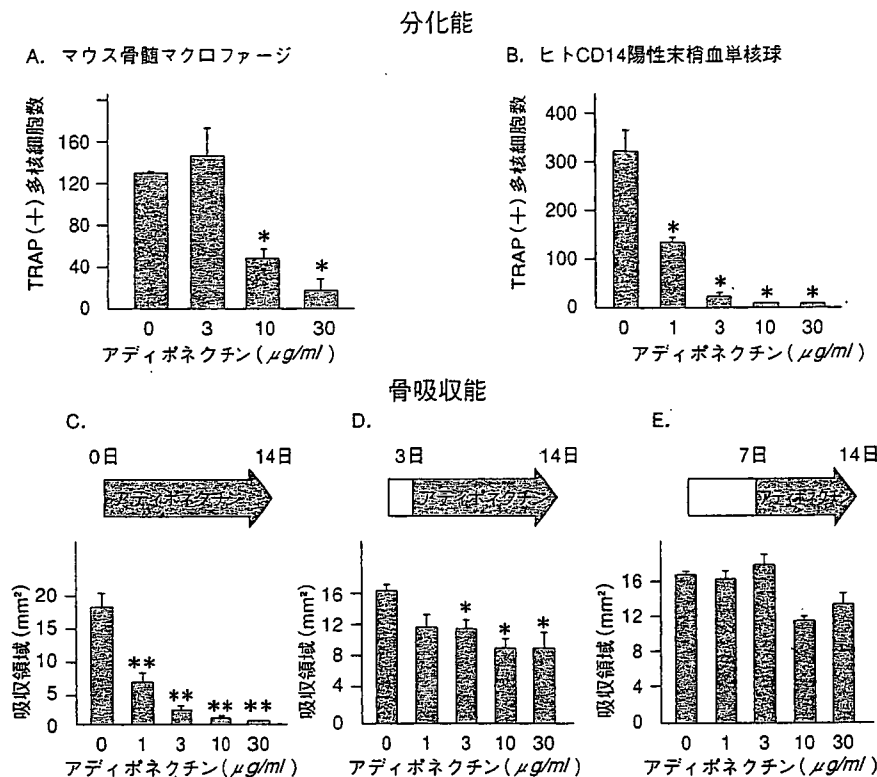 分化能
A. マウス骨髄マクロファージ
TRAP(+)多核細胞数
160
120
80
40
0
*
*
0 3 10 30
アディポネクチン(μg/ml)
B. ヒトCD14陽性末梢血単核球
TRAP(+)多核細胞数
400
300
200
100
0
*
*
*
*
0 1 3 10 30
アディポネクチン(μg/ml)
骨吸収能
C.
0日 14日
アディポネクチン
吸収領域(mm²)
20
15
10
5
0
**
**
**
**
0 1 3 10 30
アディポネクチン(μg/ml)
D.
3日 14日
アディポネクチン
吸収領域(mm²)
16
12
8
4
0
*
*
*
0 1 3 10 30
アディポネクチン(μg/ml)
E.
7日 14日
アディポネクチン
吸収領域(mm²)
16
12
8
4
0
0 1 3 10 30
アディポネクチン(μg/ml)